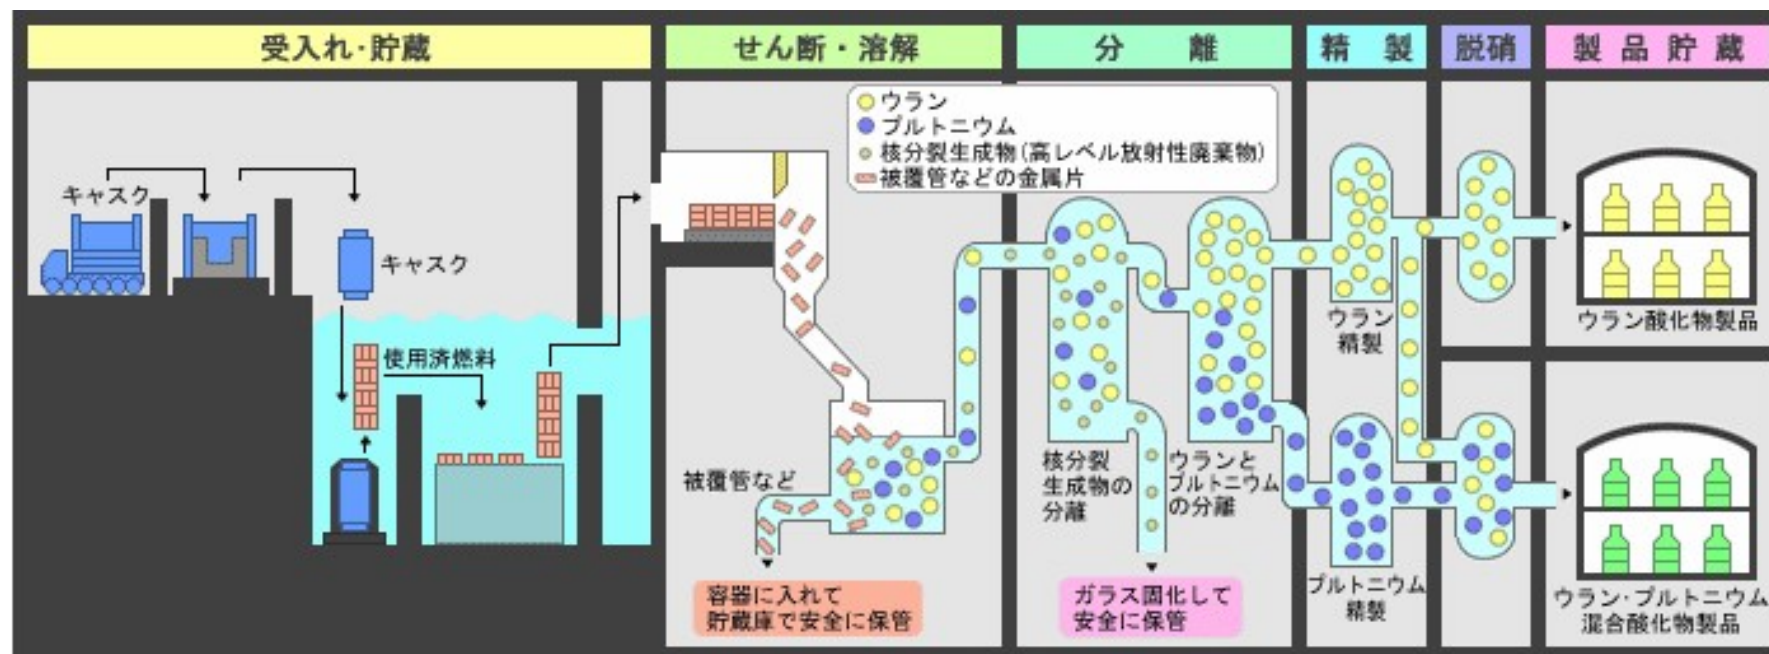 受入れ・貯蔵
せん断・溶解
分離
精製
脱硝
製品貯蔵
ウラン
プルトニウム
核分裂生成物(高レベル放射性廃棄物)
被覆管などの金属片
キャスク
キャスク
使用済燃料
被覆管など
容器に入れて
貯蔵庫で安全に保管
核分裂
生成物の
分離
ウランと
プルトニウム
の分離
ガラス固化して
安全に保管
ウラン
精製
プルトニウム
精製
ウラン酸化物製品
ウラン・プルトニウム
混合酸化物製品